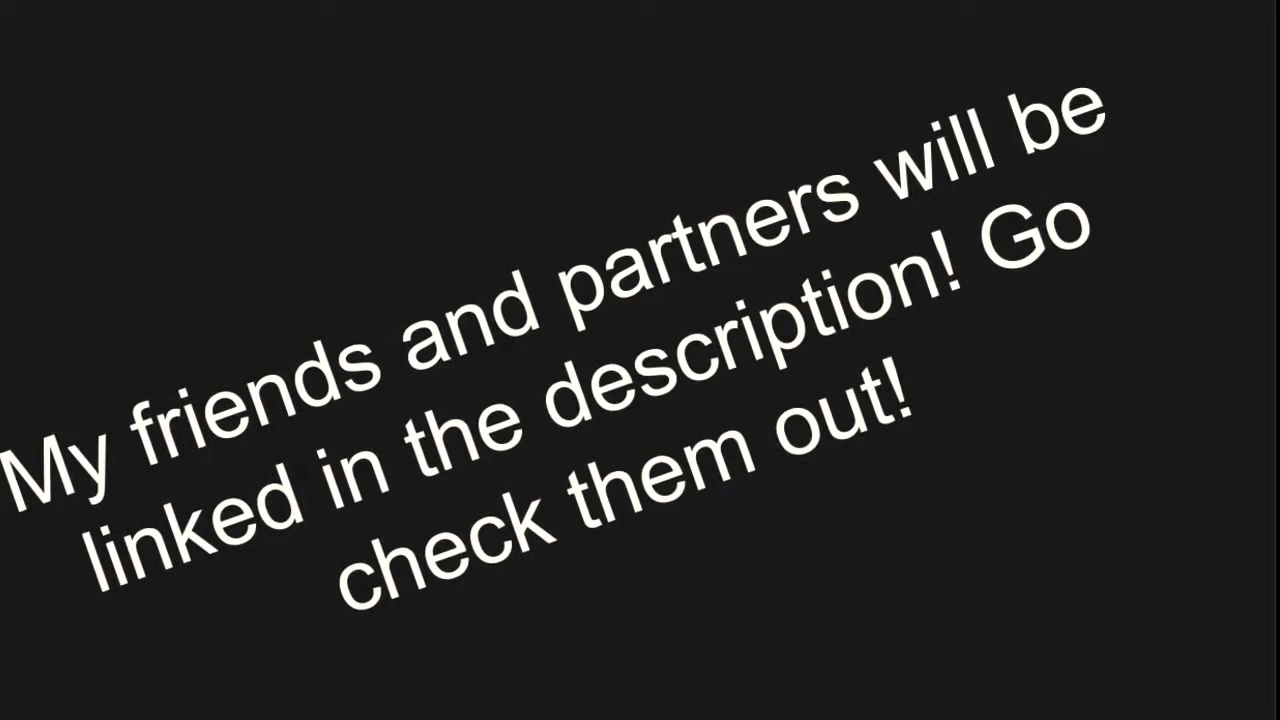 My friends and partners will be
linked in the description! Go
check them out!